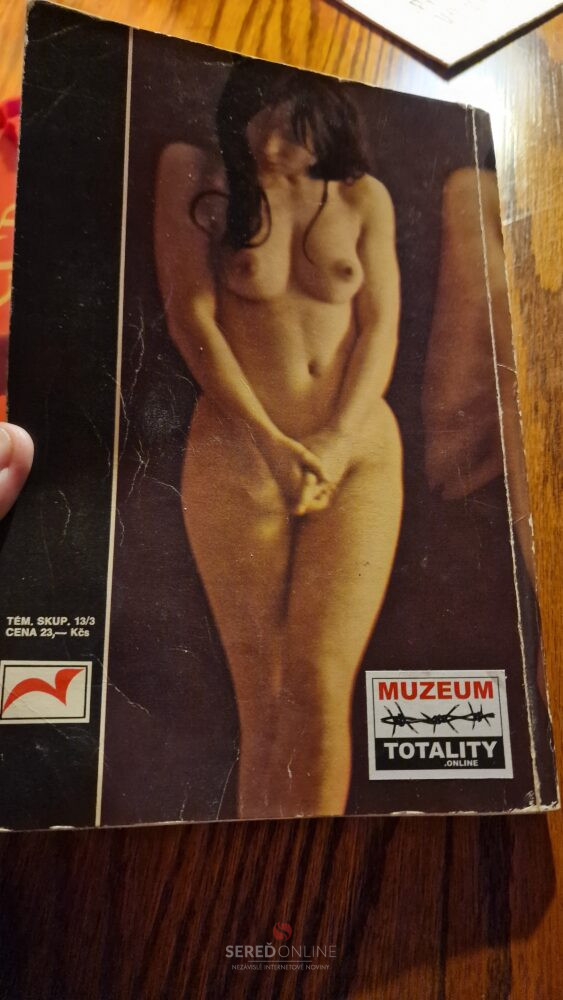 TÉM. SKUP. 13/3
CENA 23,— Kčs
MUZEUM
TOTALITY
.ONLINE
SEREĎONLINE
NEZÁVISLÉ INTERNETOVÉ NOVINY